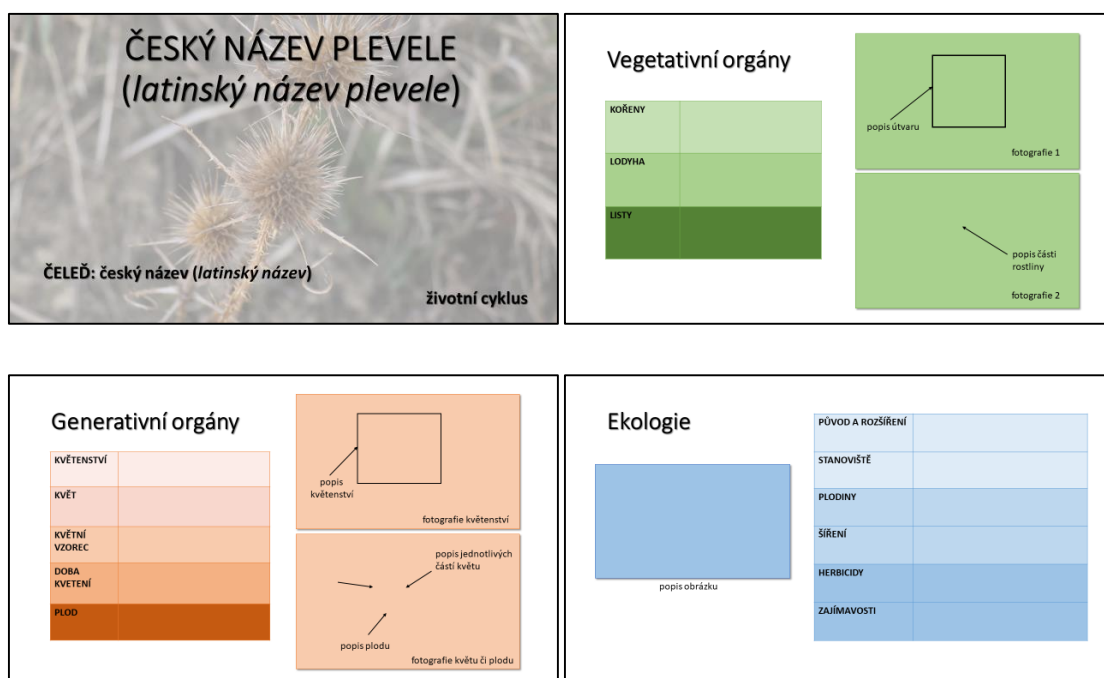 ČESKÝ NÁZEV PLEVELE
(latinský název plevele)
ČELEĎ: český název (latinský název)
životní cyklus
Vegetativní orgány
KOŘENY
LODYHA
LISTY
popis útvaru
fotografie 1
popis části
rostliny
fotografie 2
Generativní orgány
KVĚTENSTVÍ
KVĚT
KVĚTNÍ
VZOREC
DOBA
KVETENÍ
PLOD
popis
květenství
fotografie květenství
popis jednotlivých
částí květu
popis plodu
fotografie květu či plodu
Ekologie
popis obrázku
PŮVOD A ROZŠÍŘENÍ
STANOVIŠTĚ
PLODINY
ŠÍŘENÍ
HERBICIDY
ZAJÍMAVOSTI